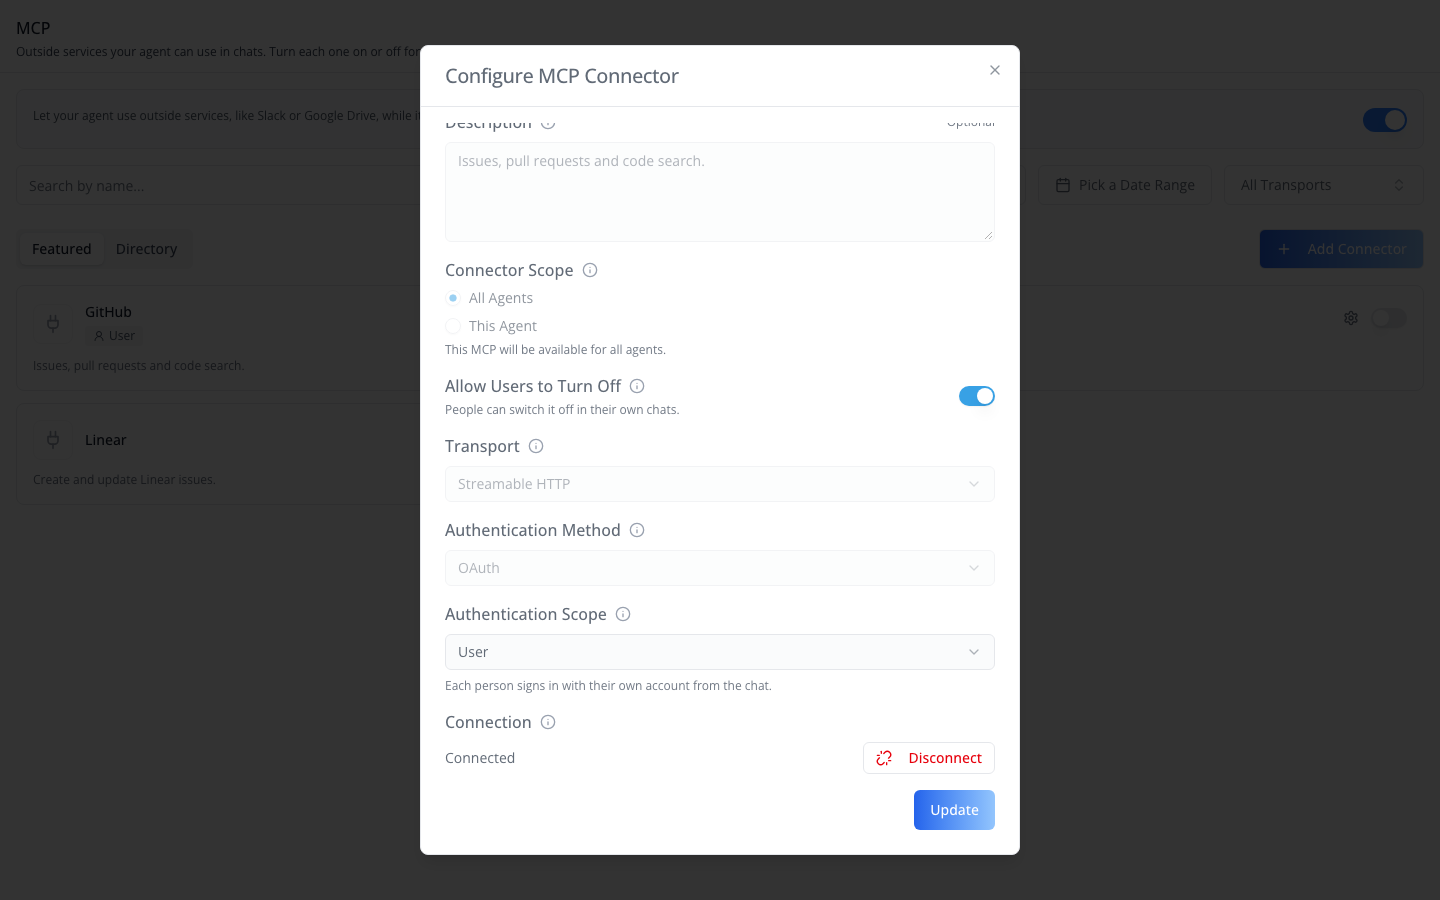 MCP
Outside services your agent can use in chats. Turn each one on or off for
Configure MCP Connector
Let your agent use outside services, like Slack or Google Drive, while it
Description
Optional
Issues, pull requests and code search.
Search by name...
Pick a Date Range
All Transports
Featured
Directory
Add Connector
Connector Scope
All Agents
This Agent
This MCP will be available for all agents.
GitHub
User
Issues, pull requests and code search.
Allow Users to Turn Off
People can switch it off in their own chats.
Linear
Create and update Linear issues.
Transport
Streamable HTTP
Authentication Method
OAuth
Authentication Scope
User
Each person signs in with their own account from the chat.
Connection
Connected
Disconnect
Update